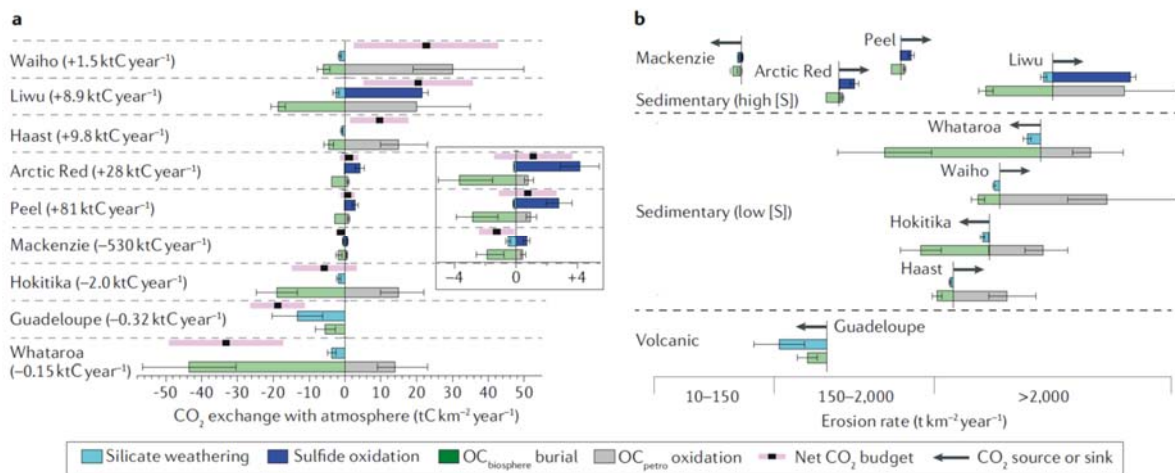 a
Waiho (+1.5 ktC year⁻¹)
Liwu (+8.9 ktC year⁻¹)
Haast (+9.8 ktC year⁻¹)
Arctic Red (+28 ktC year⁻¹)
Peel (+81 ktC year⁻¹)
Mackenzie (−530 ktC year⁻¹)
Hokitika (−2.0 ktC year⁻¹)
Guadeloupe (−0.32 ktC year⁻¹)
Whataroa
(−0.15 ktC year⁻¹)
−4 0 +4
-50 -40 -30 -20 -10 0 10 20 30 40 50
CO₂ exchange with atmosphere (tC km⁻² year⁻¹)
b
Mackenzie
Arctic Red
Peel
Liwu
Sedimentary (high [S])
Whataroa
Waiho
Sedimentary (low [S])
Hokitika
Haast
Guadeloupe
Volcanic
10–150 150–2,000 >2,000
Erosion rate (t km⁻² year⁻¹)
Silicate weathering Sulfide oxidation OCbiosphere burial OCpetro oxidation Net CO₂ budget CO₂ source or sink